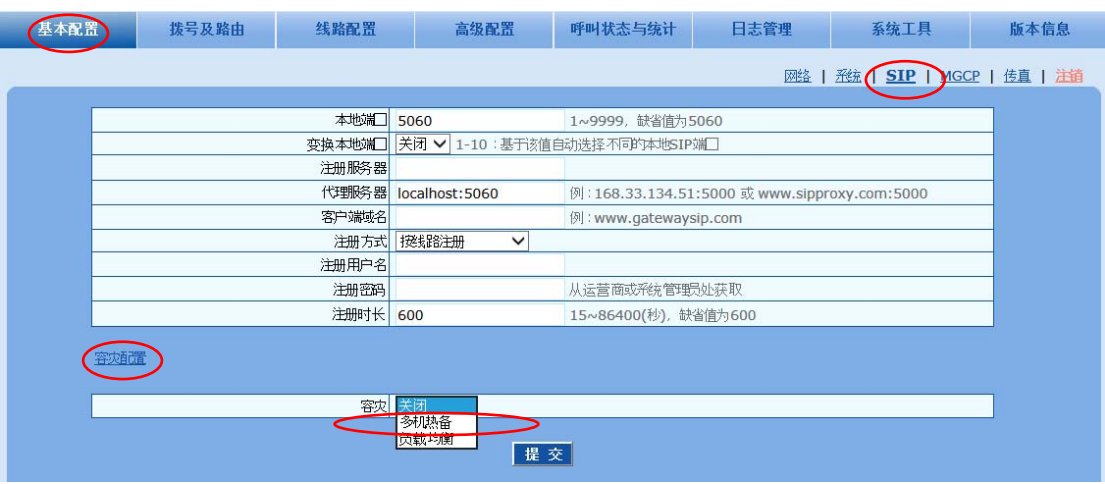 基本配置 拨号及路由 线路配置 高级配置 呼叫状态与统计 日志管理 系统工具 版本信息
网络 | 系统 | SIP | MGCP | 传真 | 注销
本地端口 5060 1~9999, 缺省值为5060
变换本地端口 关闭 1-10 : 基于该值自动选择不同的本地SIP端口
注册服务器
代理服务器 localhost:5060 例 : 168.33.134.51:5000 或 www.sipproxy.com:5000
客户端域名 例 : www.gatewaysip.com
注册方式 按线路注册
注册用户名
注册密码 从运营商或系统管理员处获取
注册时长 600 15~86400(秒), 缺省值为600
容灾配置
容灾 关闭
多机热备
负载均衡
提 交